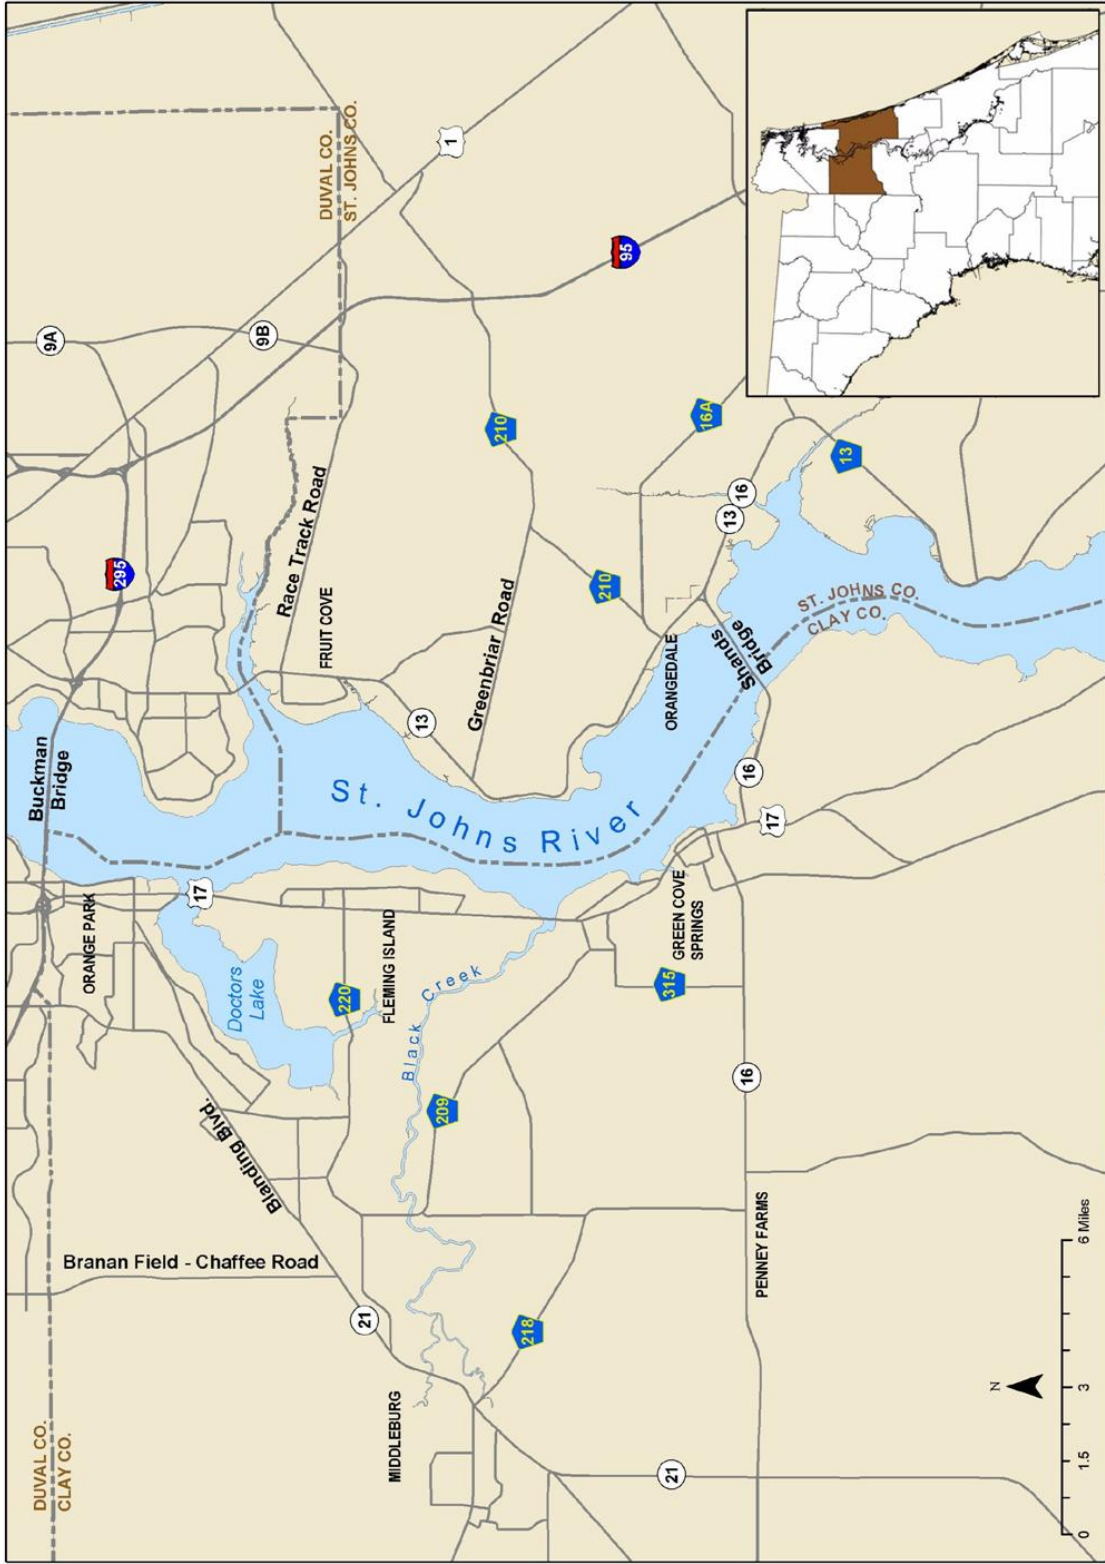 DUVAL CO.
CLAY CO.
Branan Field - Chaffee Road
21
MIDDLEBURG
218
21
PENNEY FARMS
0
1.5
3
6 Miles
N
Blanding Blvd.
ORANGE PARK
Doctors
Lake
17
220
FLEMING ISLAND
Black Creek
209
315
GREEN COVE
SPRINGS
16
17
16
Buckman
Bridge
St. Johns River
13
FRUIT COVE
Race Track Road
Greenbriar Road
ORANGEDALE
Shands
Bridge
ST. JOHNS CO.
CLAY CO.
295
9A
9B
DUVAL CO.
ST. JOHNS CO.
1
95
210
210
16A
13
16
13